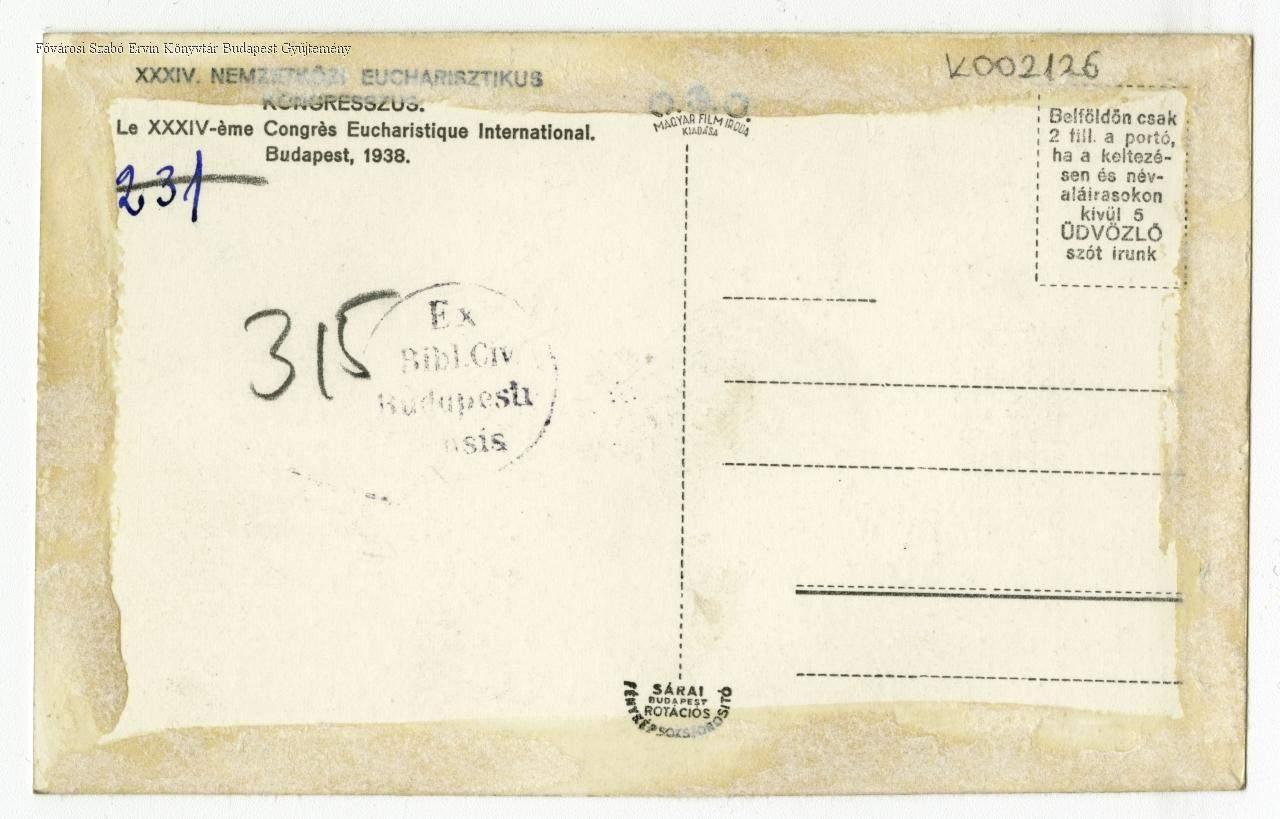 Fővárosi Szabó Ervin Könyvtár Budapest Gyűjtemény
XXXIV. NEMZETKÖZI EUCHARISZTIKUS
KONGRESSZUS.
Le XXXIV-ème Congrès Eucharistique International.
Budapest, 1938.
231
315
Ex
Bibl.Civ
Budapesti
nsis
MAGYAR FILM IRODA
KIADÁSA
K002126
Belföldön csak
2 fill. a portó,
ha a keltezé-
sen és név-
aláirasokon
kívül 5
ÜDVÖZLŐ
szót irunk
SÁRAI
BUDAPEST
ROTÁCIÓS
FÉNYKÉPSOKSZOROSITÓ